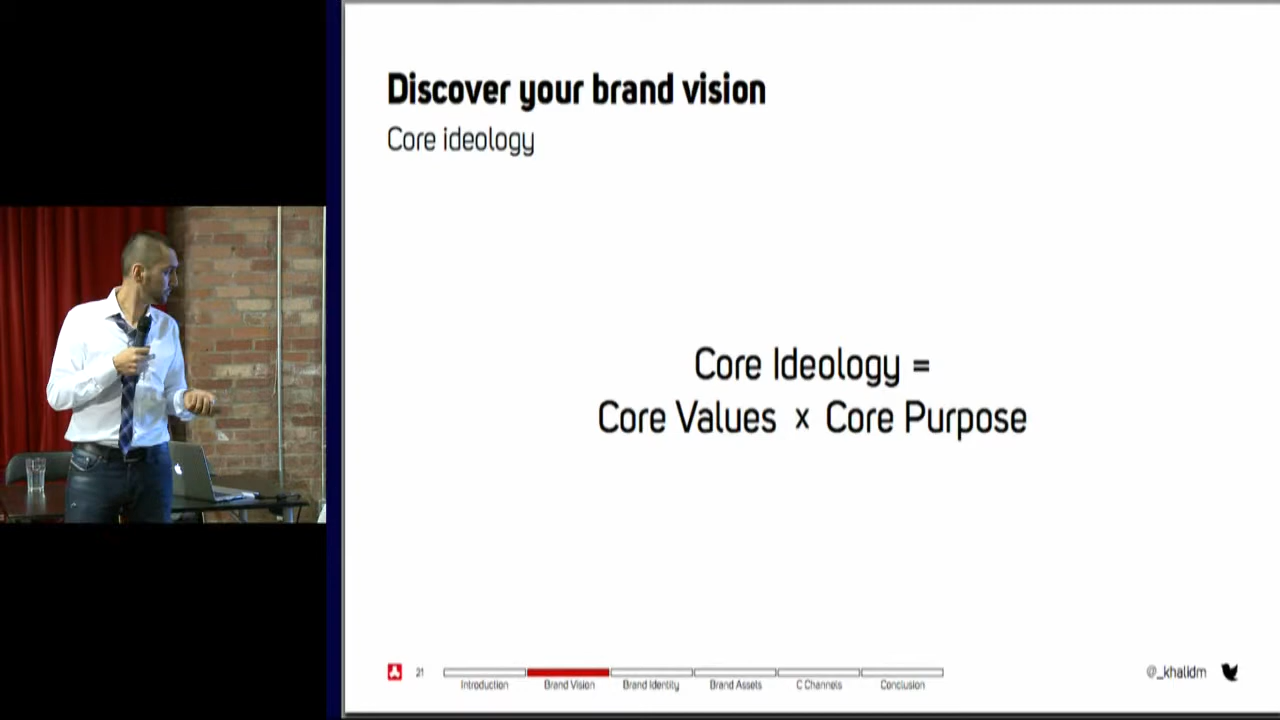 Discover your brand vision
Core ideology
Core Ideology =
Core Values x Core Purpose
21
Introduction
Brand Vision
Brand Identity
Brand Assets
C Channels
Conclusion
@_khalidm